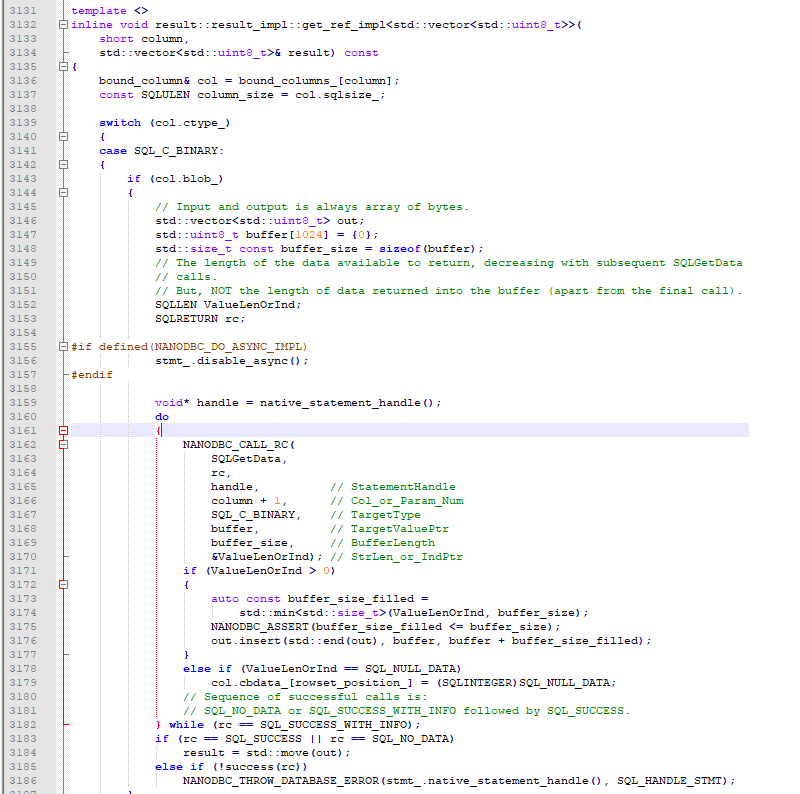 3131 template <>
3132 inline void result::result_impl::get_ref_impl<std::vector<std::uint8_t>>(
3133     short column,
3134     std::vector<std::uint8_t>& result) const
3135 {
3136     bound_column& col = bound_columns_[column];
3137     const SQLULEN column_size = col.sqlsize_;
3138
3139     switch (col.ctype_)
3140     {
3141     case SQL_C_BINARY:
3142     {
3143         if (col.blob_)
3144         {
3145             // Input and output is always array of bytes.
3146             std::vector<std::uint8_t> out;
3147             std::uint8_t buffer[1024] = {0};
3148             std::size_t const buffer_size = sizeof(buffer);
3149             // The length of the data available to return, decreasing with subsequent SQLGetData
3150             // calls.
3151             // But, NOT the length of data returned into the buffer (apart from the final call).
3152             SQLLEN ValueLenOrInd;
3153             SQLRETURN rc;
3154
3155 #if defined(NANODBC_DO_ASYNC_IMPL)
3156             stmt_.disable_async();
3157 #endif
3158
3159             void* handle = native_statement_handle();
3160             do
3161             {
3162                 NANODBC_CALL_RC(
3163                     SQLGetData,
3164                     rc,
3165                     handle,          // StatementHandle
3166                     column + 1,      // Col_or_Param_Num
3167                     SQL_C_BINARY,    // TargetType
3168                     buffer,          // TargetValuePtr
3169                     buffer_size,     // BufferLength
3170                     &ValueLenOrInd); // StrLen_or_IndPtr
3171                 if (ValueLenOrInd > 0)
3172                 {
3173                     auto const buffer_size_filled =
3174                         std::min<std::size_t>(ValueLenOrInd, buffer_size);
3175                     NANODBC_ASSERT(buffer_size_filled <= buffer_size);
3176                     out.insert(std::end(out), buffer, buffer + buffer_size_filled);
3177                 }
3178                 else if (ValueLenOrInd == SQL_NULL_DATA)
3179                     col.cbdata_[rowset_position_] = (SQLINTEGER)SQL_NULL_DATA;
3180                 // Sequence of successful calls is:
3181                 // SQL_NO_DATA or SQL_SUCCESS_WITH_INFO followed by SQL_SUCCESS.
3182             } while (rc == SQL_SUCCESS_WITH_INFO);
3183             if (rc == SQL_SUCCESS || rc == SQL_NO_DATA)
3184                 result = std::move(out);
3185             else if (!success(rc))
3186                 NANODBC_THROW_DATABASE_ERROR(stmt_.native_statement_handle(), SQL_HANDLE_STMT);